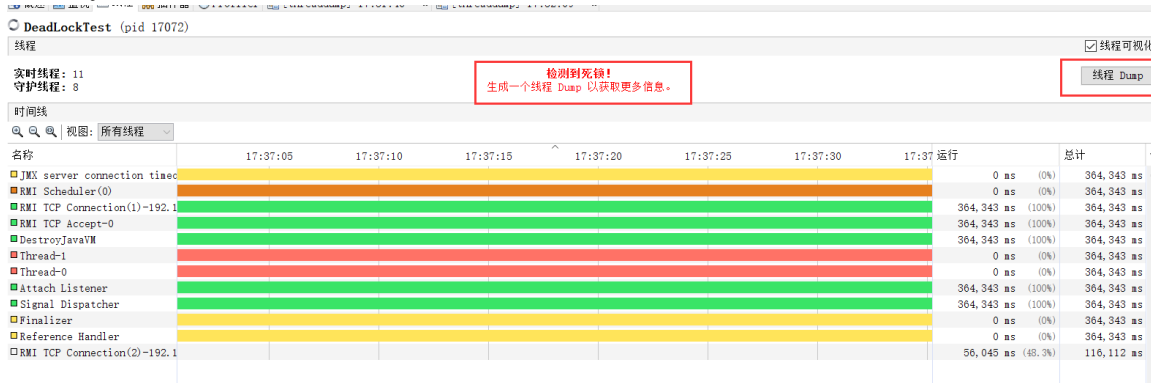 DeadLockTest (pid 17072)
线程
线程可视化
实时线程: 11
守护线程: 8
检测到死锁!
生成一个线程 Dump 以获取更多信息。
线程 Dump
时间线
视图: 所有线程
名称 17:37:05 17:37:10 17:37:15 17:37:20 17:37:25 17:37:30 17:37 运行 总计
JMX server connection timeo 0 ms (0%) 364,343 ms
RMI Scheduler(0) 0 ms (0%) 364,343 ms
RMI TCP Connection(1)-192.1 364,343 ms (100%) 364,343 ms
RMI TCP Accept-0 364,343 ms (100%) 364,343 ms
DestroyJavaVM 364,343 ms (100%) 364,343 ms
Thread-1 0 ms (0%) 364,343 ms
Thread-0 0 ms (0%) 364,343 ms
Attach Listener 364,343 ms (100%) 364,343 ms
Signal Dispatcher 364,343 ms (100%) 364,343 ms
Finalizer 0 ms (0%) 364,343 ms
Reference Handler 0 ms (0%) 364,343 ms
RMI TCP Connection(2)-192.1 56,045 ms (48.3%) 116,112 ms